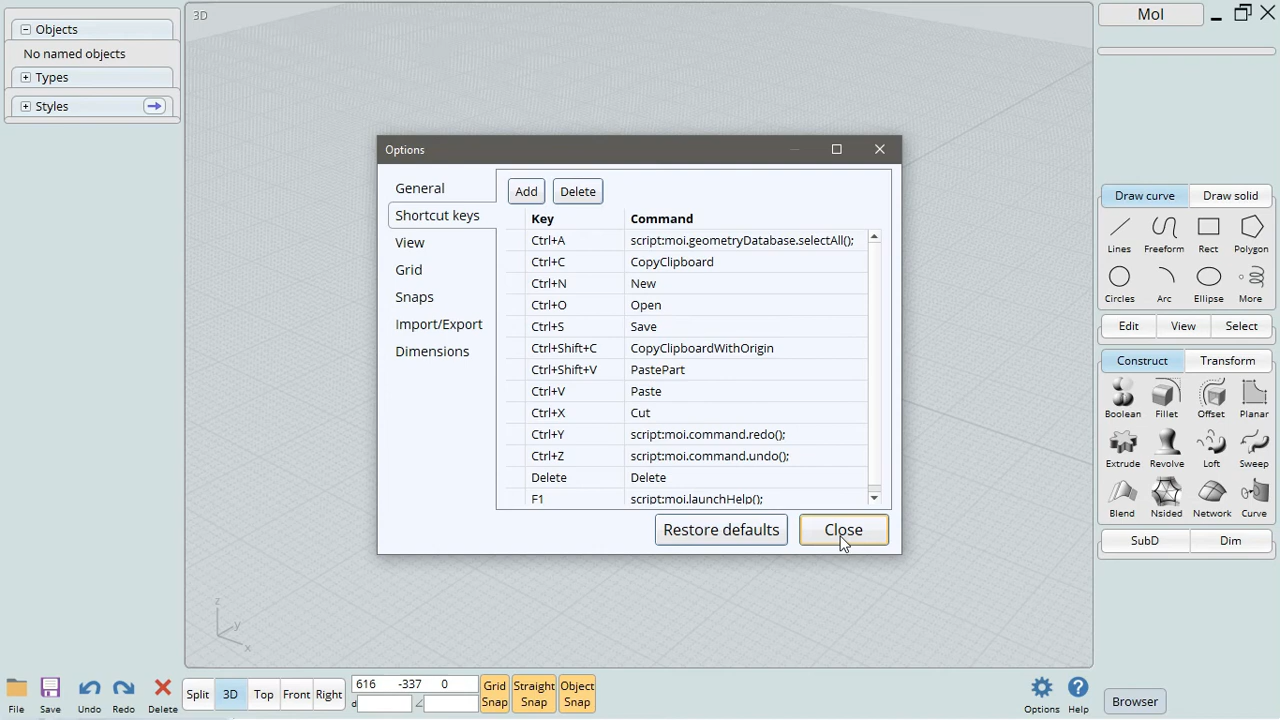 Objects
No named objects
Types
Styles
3D
MoI
Options
General
Shortcut keys
View
Grid
Snaps
Import/Export
Dimensions
Add Delete
Key Command
Ctrl+A script:moi.geometryDatabase.selectAll();
Ctrl+C CopyClipboard
Ctrl+N New
Ctrl+O Open
Ctrl+S Save
Ctrl+Shift+C CopyClipboardWithOrigin
Ctrl+Shift+V PastePart
Ctrl+V Paste
Ctrl+X Cut
Ctrl+Y script:moi.command.redo();
Ctrl+Z script:moi.command.undo();
Delete Delete
F1 script:moi.launchHelp();
Restore defaults Close
Draw curve Draw solid
Lines Freeform Rect Polygon
Circles Arc Ellipse More
Edit View Select
Construct Transform
Boolean Fillet Offset Planar
Extrude Revolve Loft Sweep
Blend Nsided Network Curve
SubD Dim
z
y
x
File Save Undo Redo Delete
Split 3D Top Front Right
616 -337 0
d
Grid Snap
Straight Snap
Object Snap
Options Help
Browser